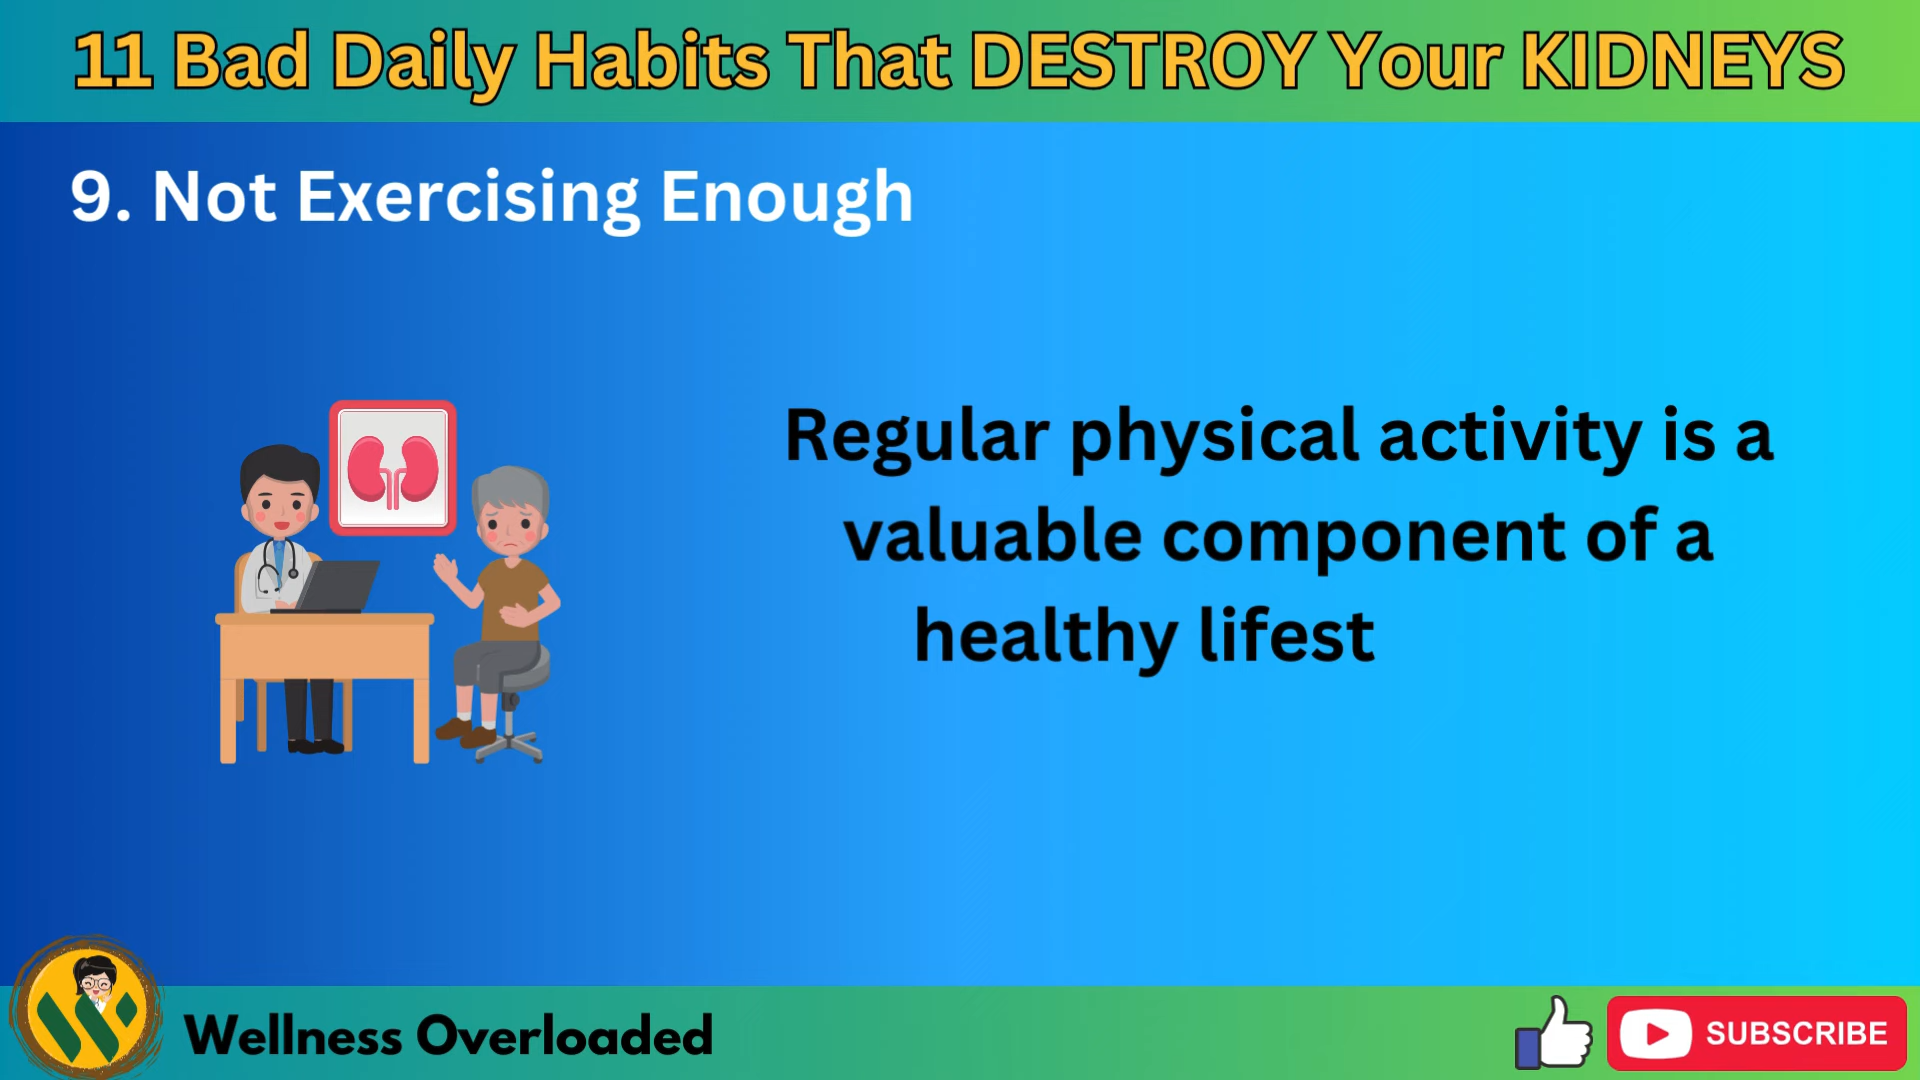 11 Bad Daily Habits That DESTROY Your KIDNEYS
9. Not Exercising Enough
Regular physical activity is a
valuable component of a
healthy lifest
Wellness Overloaded
SUBSCRIBE